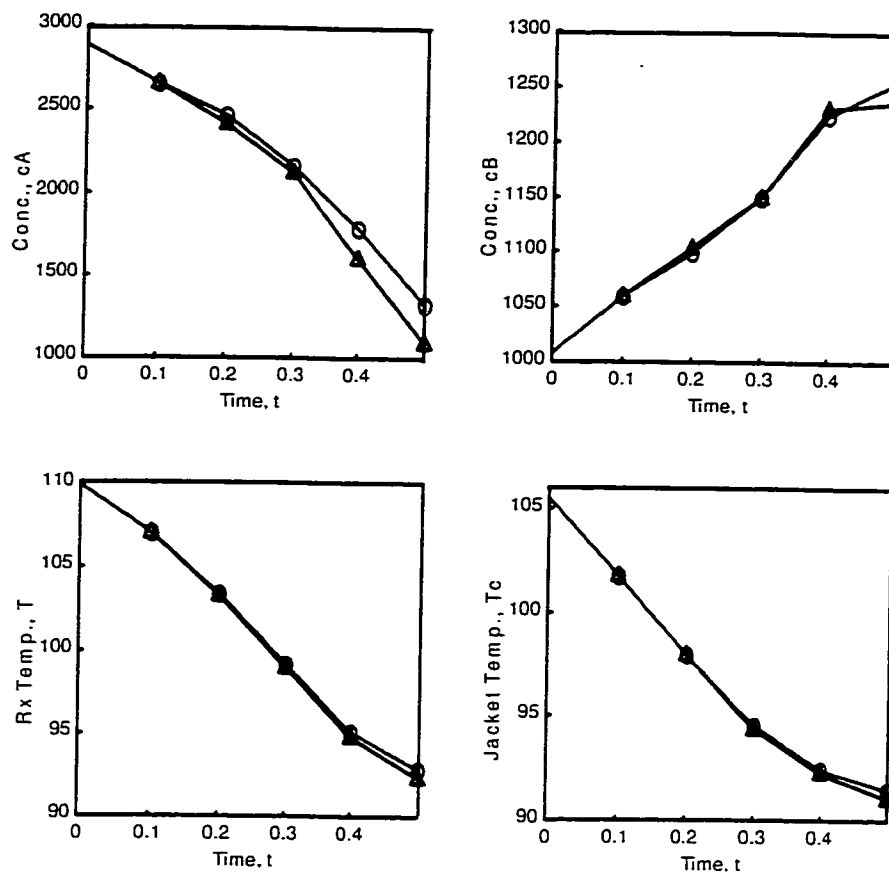 3000
2500
2000
1500
1000
Conc., cA
0 0.1 0.2 0.3 0.4
Time, t
1300
1250
1200
1150
1100
1050
1000
Conc., cB
0 0.1 0.2 0.3 0.4
Time, t
110
105
100
95
90
Rx Temp., T
0 0.1 0.2 0.3 0.4
Time, t
105
100
95
90
Jacket Temp., Tc
0 0.1 0.2 0.3 0.4
Time, t